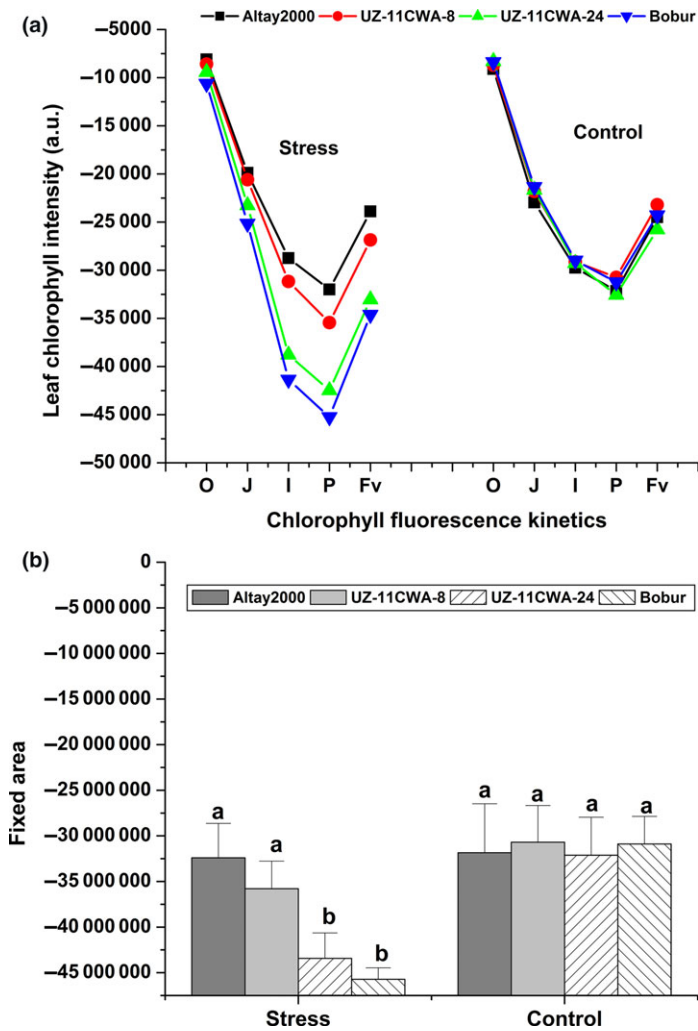 (a)
Altay2000 UZ-11CWA-8 UZ-11CWA-24 Bobur
–5000
–10 000
–15 000
–20 000
–25 000
–30 000
–35 000
–40 000
–45 000
–50 000
Leaf chlorophyll intensity (a.u.)
Stress
Control
O J I P Fv O J I P Fv
Chlorophyll fluorescence kinetics
(b)
0
–5 000 000
–10 000 000
–15 000 000
–20 000 000
–25 000 000
–30 000 000
–35 000 000
–40 000 000
–45 000 000
Fixed area
Altay2000 UZ-11CWA-8 UZ-11CWA-24 Bobur
a a b b a a a a
Stress Control